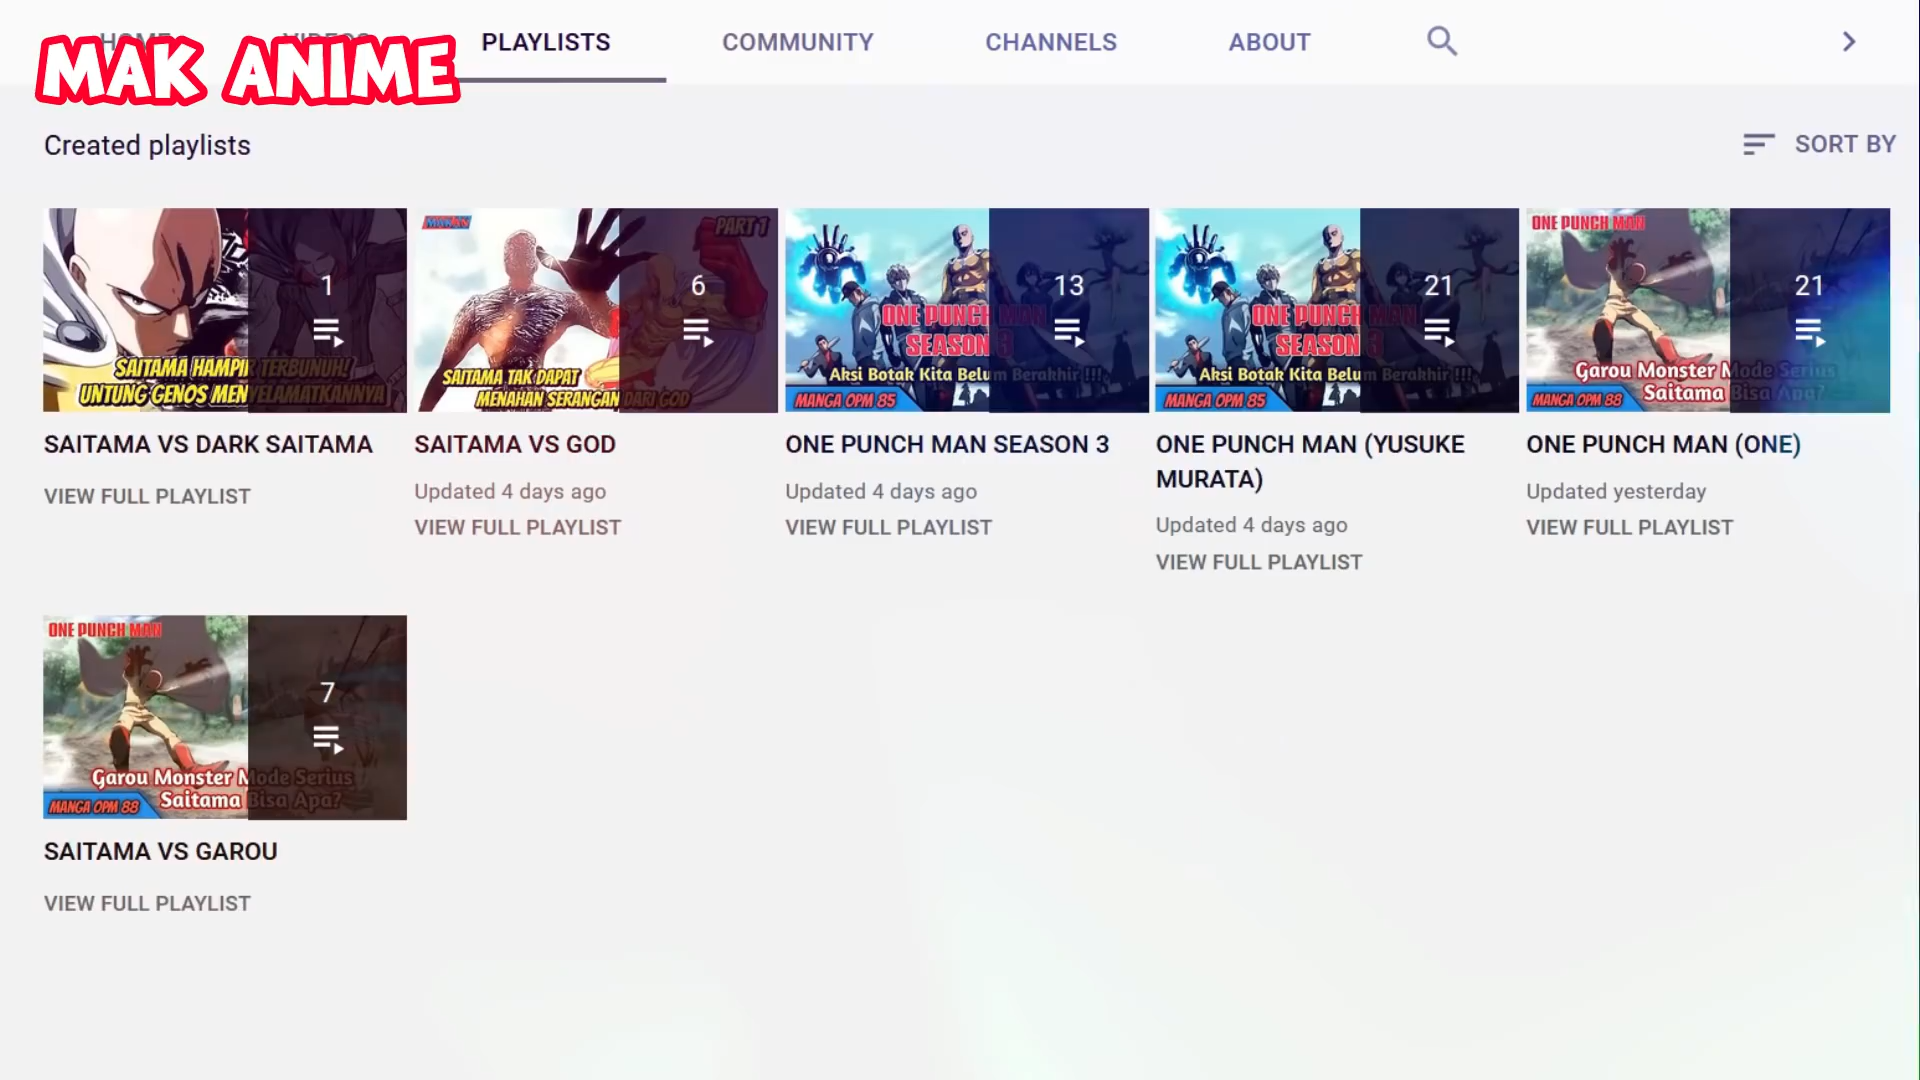 HOME VIDEOS PLAYLISTS COMMUNITY CHANNELS ABOUT
MAK ANIME
Created playlists
SORT BY
1
SAITAMA HAMPIR TERBUNUH!
UNTUNG GENOS MENYELAMATKANNYA
SAITAMA VS DARK SAITAMA
VIEW FULL PLAYLIST
PART 1
6
SAITAMA TAK DAPAT
MENAHAN SERANGAN DARI GOD
SAITAMA VS GOD
Updated 4 days ago
VIEW FULL PLAYLIST
13
ONE PUNCH MAN
SEASON 3
Aksi Botak Kita Belum Berakhir !!!
MANGA OPM 85
ONE PUNCH MAN SEASON 3
Updated 4 days ago
VIEW FULL PLAYLIST
21
ONE PUNCH MAN
SEASON 3
Aksi Botak Kita Belum Berakhir !!!
MANGA OPM 85
ONE PUNCH MAN (YUSUKE
MURATA)
Updated 4 days ago
VIEW FULL PLAYLIST
ONE PUNCH MAN
21
Garou Monster Mode Serius
Saitama Bisa Apa?
MANGA OPM 88
ONE PUNCH MAN (ONE)
Updated yesterday
VIEW FULL PLAYLIST
ONE PUNCH MAN
7
Garou Monster Mode Serius
Saitama Bisa Apa?
MANGA OPM 88
SAITAMA VS GAROU
VIEW FULL PLAYLIST